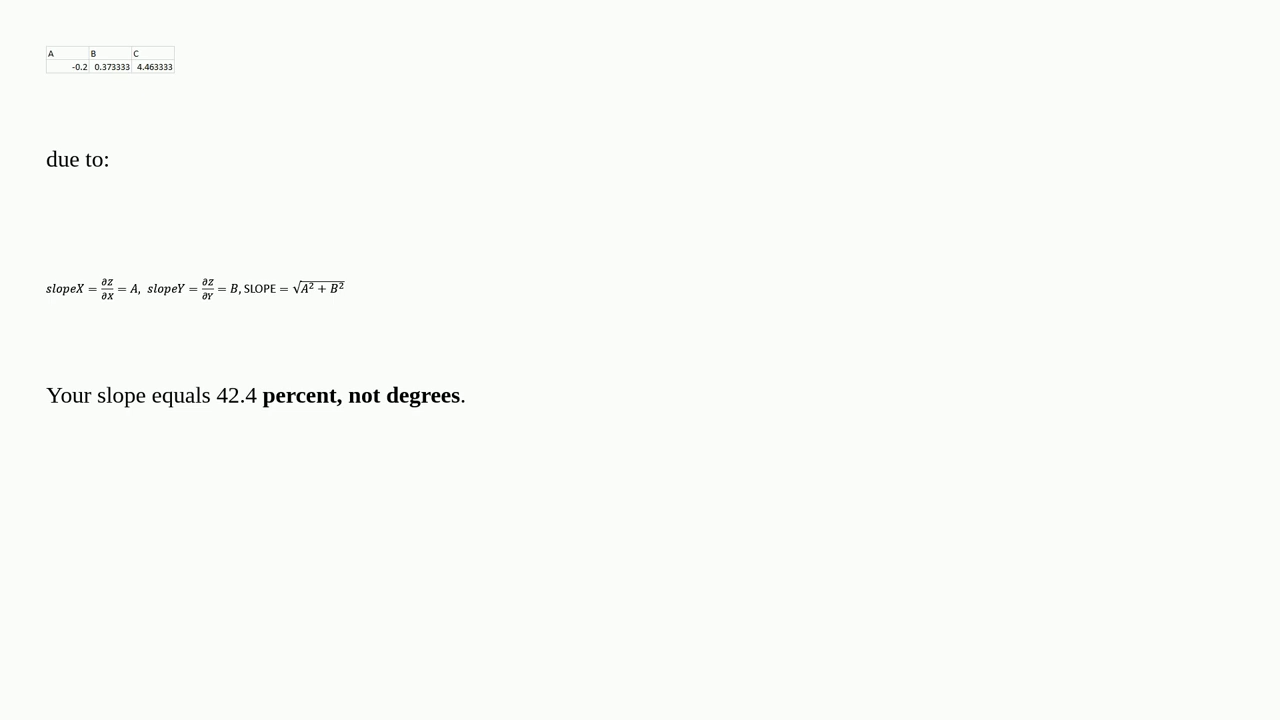 A B C
-0.2 0.373333 4.463333
due to:
slopeX = ∂Z/∂X = A, slopeY = ∂Z/∂Y = B, SLOPE = √(A² + B²)
Your slope equals 42.4 percent, not degrees.